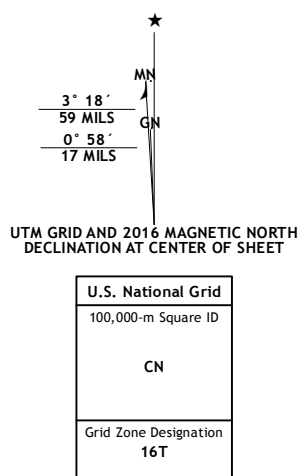 ★
MN
3° 18´
59 MILS
GN
0° 58´
17 MILS
UTM GRID AND 2016 MAGNETIC NORTH
DECLINATION AT CENTER OF SHEET
U.S. National Grid
100,000-m Square ID
CN
Grid Zone Designation
16T